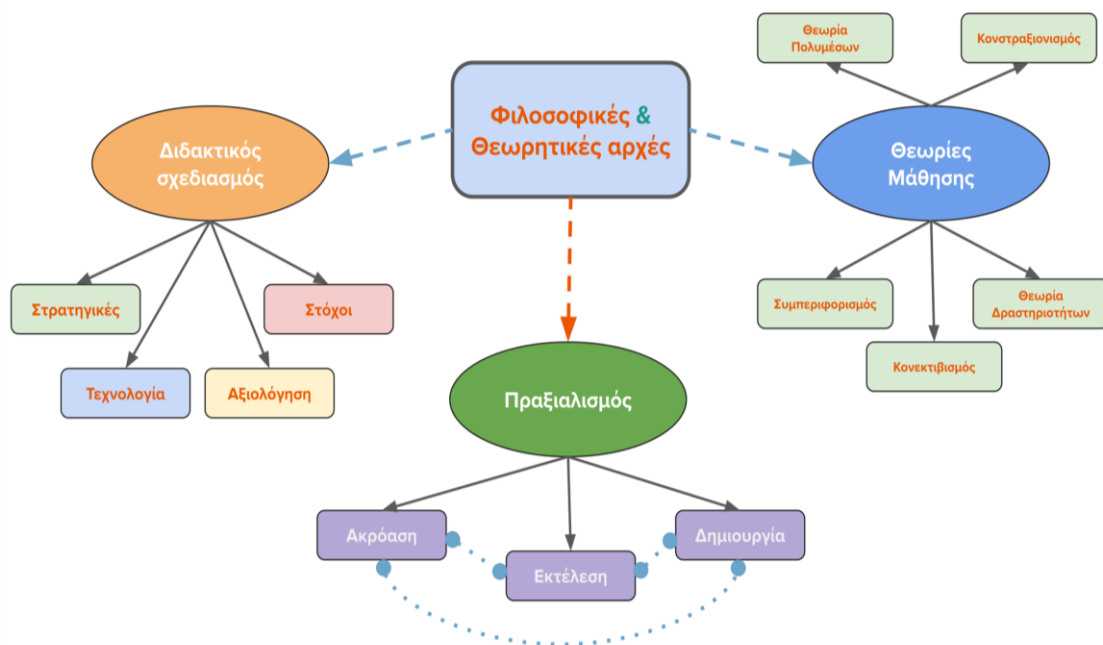 Θεωρία
Πολυμέσων
Κονστραξιονισμός
Φιλοσοφικές &
Θεωρητικές αρχές
Διδακτικός
σχεδιασμός
Θεωρίες
Μάθησης
Στρατηγικές
Στόχοι
Τεχνολογία
Αξιολόγηση
Συμπεριφορισμός
Θεωρία
Δραστηριοτήτων
Κονεκτιβισμός
Πραξιαλισμός
Ακρόαση
Εκτέλεση
Δημιουργία